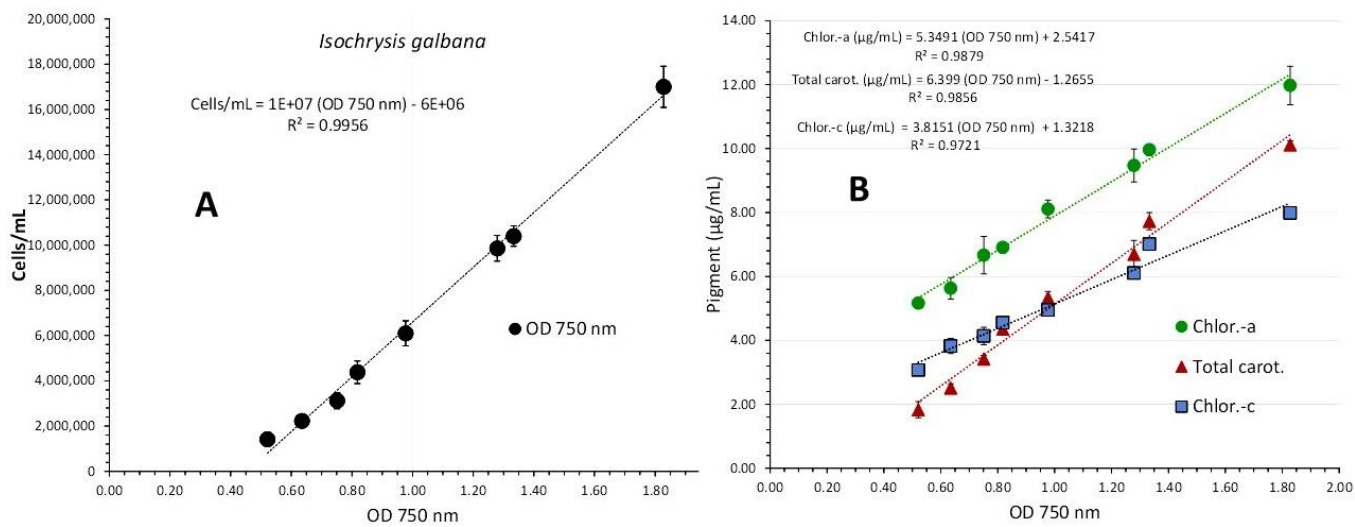 Isochrysis galbana
Cells/mL = 1E+07 (OD 750 nm) - 6E+06
R² = 0.9956
A
Cells/mL
20,000,000
18,000,000
16,000,000
14,000,000
12,000,000
10,000,000
8,000,000
6,000,000
4,000,000
2,000,000
0
OD 750 nm
0.00 0.20 0.40 0.60 0.80 1.00 1.20 1.40 1.60 1.80
OD 750 nm
Chlor.-a (µg/mL) = 5.3491 (OD 750 nm) + 2.5417
R² = 0.9879
Total carot. (µg/mL) = 6.399 (OD 750 nm) - 1.2655
R² = 0.9856
Chlor.-c (µg/mL) = 3.8151 (OD 750 nm) + 1.3218
R² = 0.9721
B
Pigment (µg/mL)
14.00
12.00
10.00
8.00
6.00
4.00
2.00
0.00
Chlor.-a
Total carot.
Chlor.-c
0.00 0.20 0.40 0.60 0.80 1.00 1.20 1.40 1.60 1.80 2.00
OD 750 nm